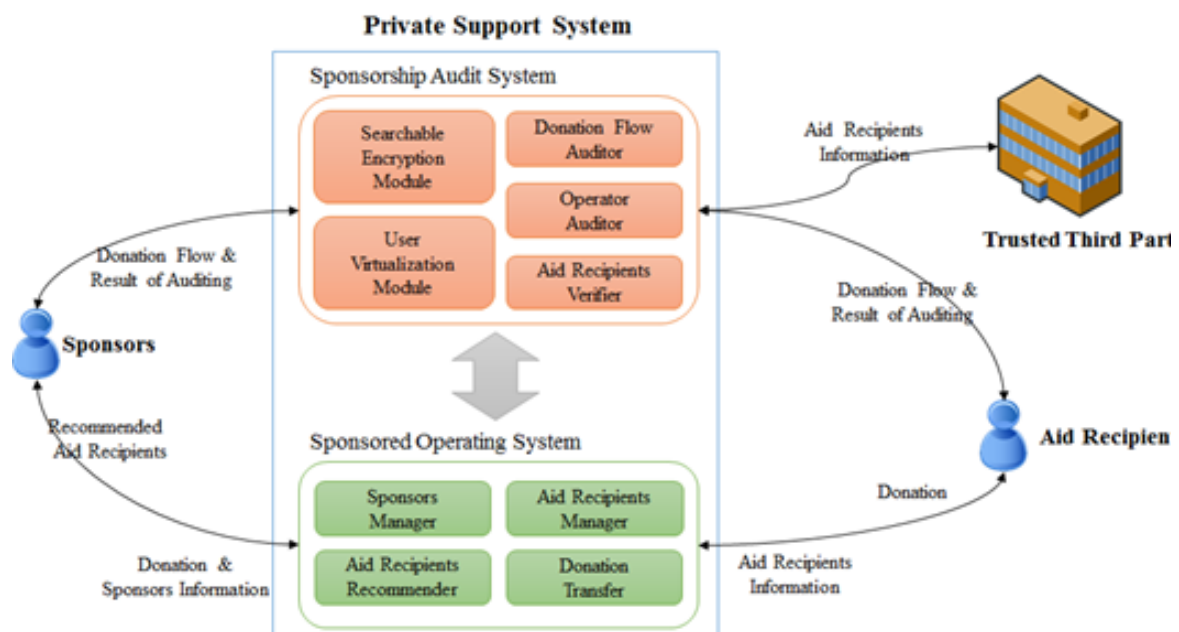 Private Support System
Sponsorship Audit System
Searchable
Encryption
Module
Donation Flow
Auditor
Operator
Auditor
User
Virtualization
Module
Aid Recipients
Verifier
Aid Recipients
Information
Trusted Third Part
Donation Flow &
Result of Auditing
Donation Flow &
Result of Auditing
Sponsors
Recommended
Aid Recipients
Sponsored Operating System
Aid Recipien
Sponsors
Manager
Aid Recipients
Manager
Donation
Aid Recipients
Recommender
Donation
Transfer
Donation &
Sponsors Information
Aid Recipients
Information